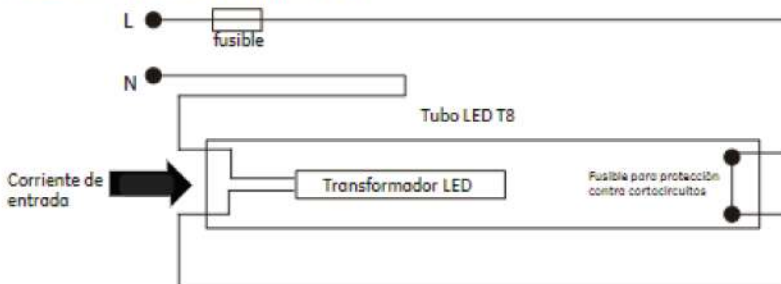 L
fusible
N
Tubo LED T8
Corriente de
entrada
Transformador LED
Fusible para protección
contra cortocircuitos